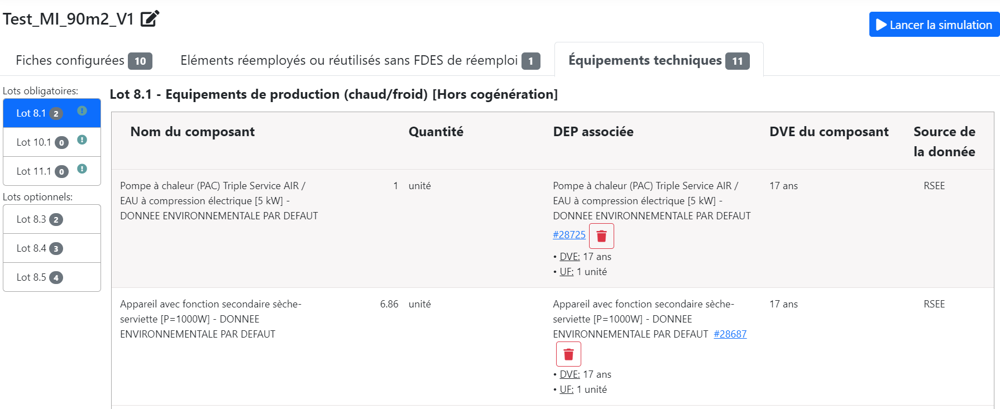 Test_MI_90m2_V1
Lancer la simulation
Fiches configurées 10
Eléments réemployés ou réutilisés sans FDES de réemploi 1
Équipements techniques 11
Lots obligatoires:
Lot 8.1 2
Lot 10.1 0
Lot 11.1 0
Lots optionnels:
Lot 8.3 2
Lot 8.4 3
Lot 8.5 4
Lot 8.1 - Equipements de production (chaud/froid) [Hors cogénération]
Nom du composant
Quantité
DEP associée
DVE du composant
Source de
la donnée
Pompe à chaleur (PAC) Triple Service AIR /
EAU à compression électrique [5 kW] -
DONNEE ENVIRONNEMENTALE PAR DEFAUT
1 unité
Pompe à chaleur (PAC) Triple Service AIR /
EAU à compression électrique [5 kW] -
DONNEE ENVIRONNEMENTALE PAR DEFAUT
#28725
• DVE: 17 ans
• UF: 1 unité
17 ans
RSEE
Appareil avec fonction secondaire sèche-
serviette [P=1000W] - DONNEE
ENVIRONNEMENTALE PAR DEFAUT
6.86 unité
Appareil avec fonction secondaire sèche-
serviette [P=1000W] - DONNEE
ENVIRONNEMENTALE PAR DEFAUT #28687
• DVE: 17 ans
• UF: 1 unité
17 ans
RSEE